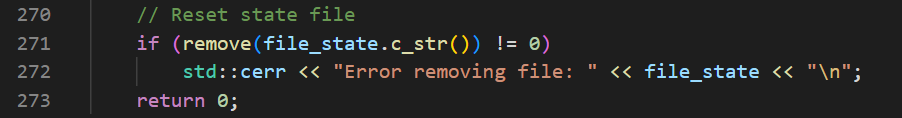 270 // Reset state file
271 if (remove(file_state.c_str()) != 0)
272 std::cerr << "Error removing file: " << file_state << "\n";
273 return 0;